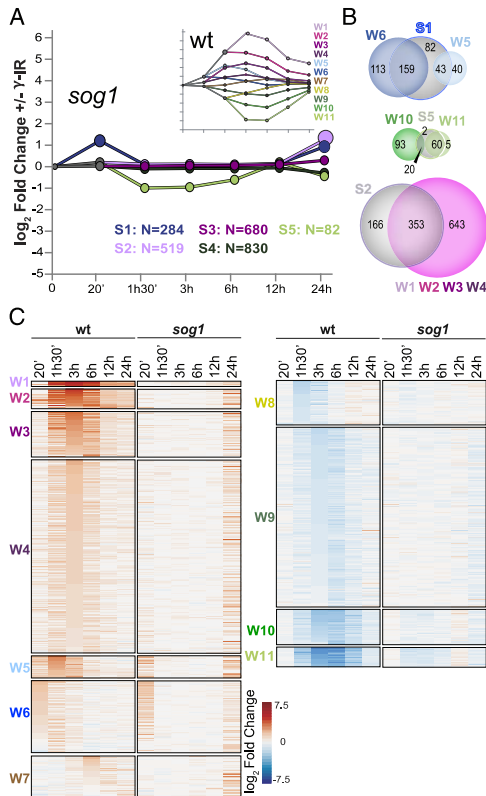 A
log2 Fold Change +/- γ-IR
6
5
4
3
2
1
0
-1
-2
-3
-4
-5
sog1
wt
W1
W2
W3
W4
W5
W6
W7
W8
W9
W10
W11
S1: N=284 S3: N=680 S5: N=82
S2: N=519 S4: N=830
0 20' 1h30' 3h 6h 12h 24h
B
W6 S1 W5
82
113 159 43 40
W10 S5 W11
2
93 60 5
20
S2
166 353 643
W1 W2 W3 W4
C
wt sog1
20' 1h30' 3h 6h 12h 24h 20' 1h30' 3h 6h 12h 24h
W1
W2
W3
W4
W5
W6
W7
wt sog1
20' 1h30' 3h 6h 12h 24h 20' 1h30' 3h 6h 12h 24h
W8
W9
W10
W11
log2 Fold Change
7.5
0
-7.5